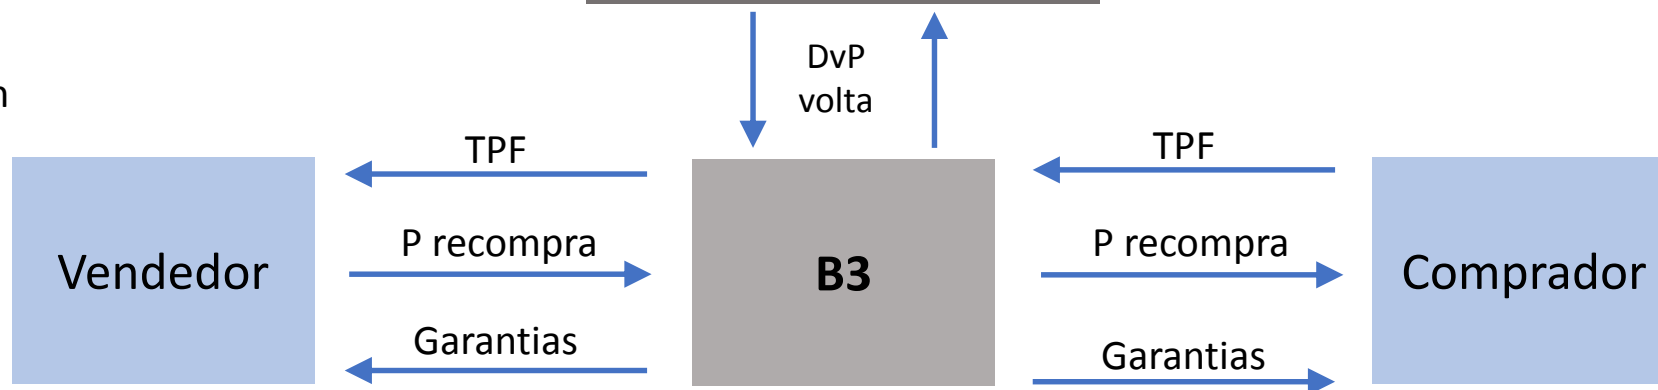 DvP
volta
TPF
TPF
P recompra
P recompra
Vendedor
B3
Comprador
Garantias
Garantias